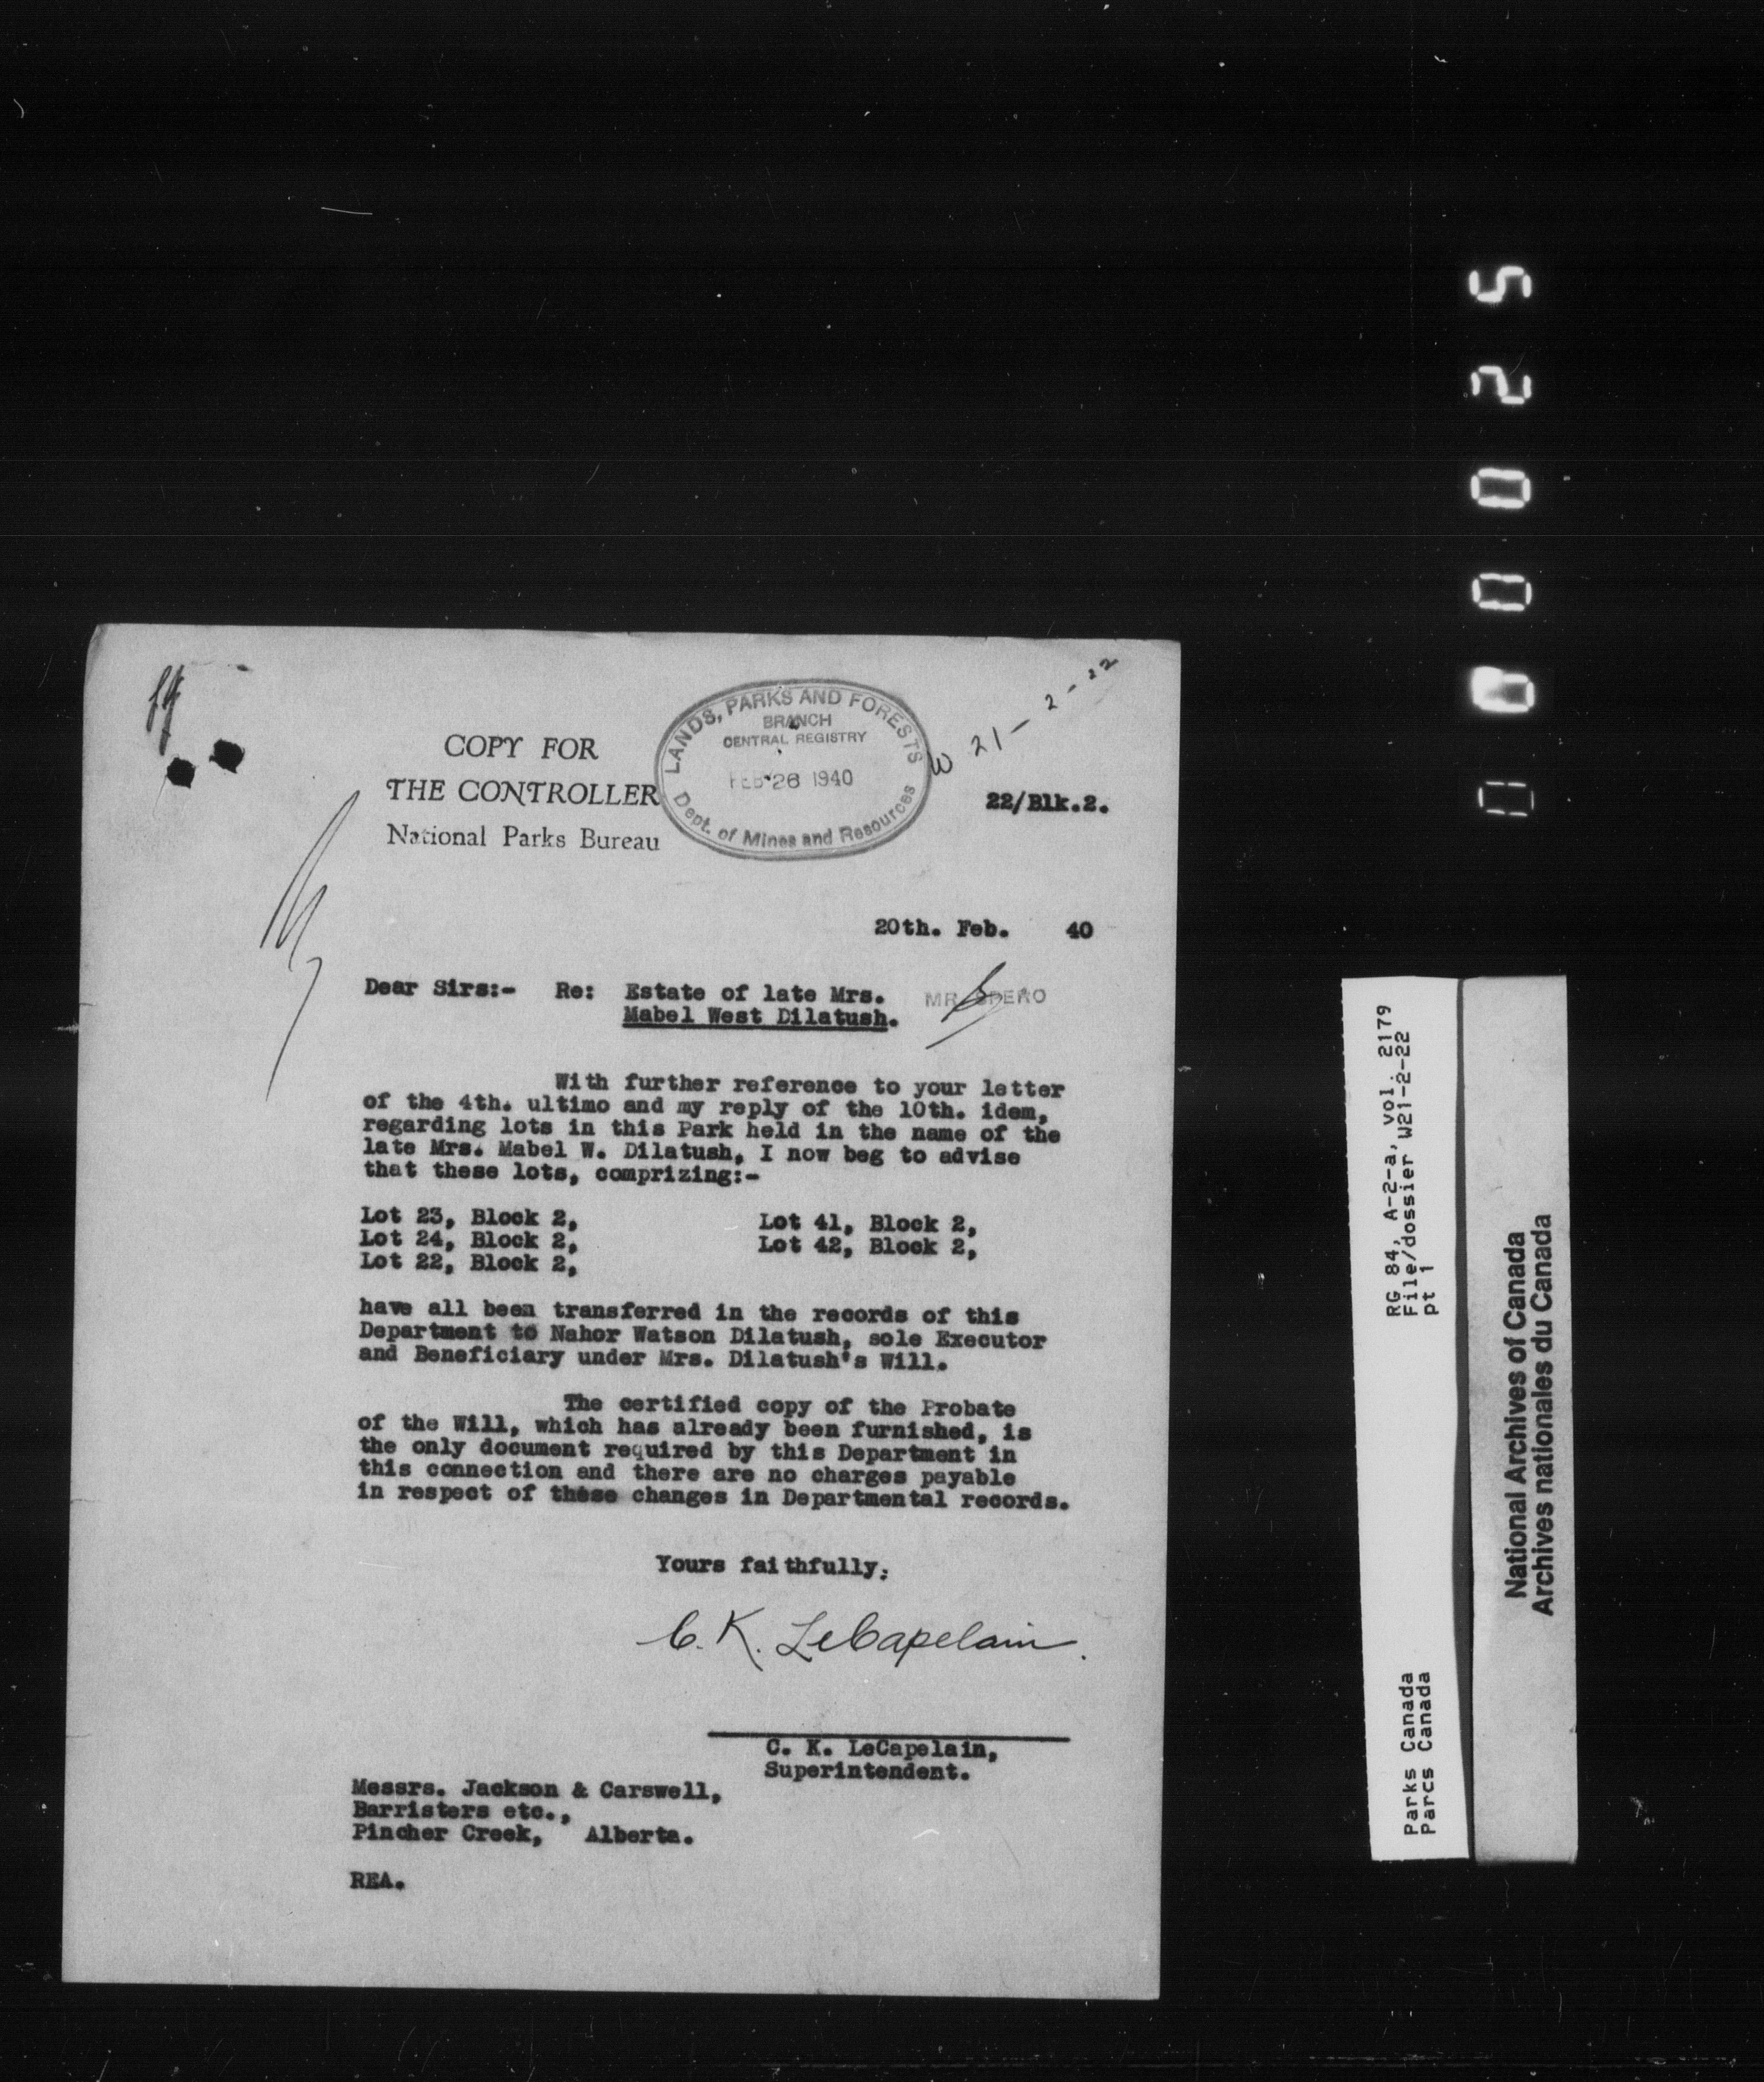 COPY FOR
THE CONTROLLER
National Parks Bureau
LANDS, PARKS AND FORESTS
BRANCH
CENTRAL REGISTRY
FEB 26 1940
Dept. of Mines and Resources
W 21-2-22
22/Blk.2.
20th. Feb. 40
Dear Sirs:- Re: Estate of late Mrs.
Mabel West Dilatush.
MR. SPERO
With further reference to your letter
of the 4th. ultimo and my reply of the 10th. idem,
regarding lots in this Park held in the name of the
late Mrs. Mabel W. Dilatush, I now beg to advise
that these lots, comprizing:-
Lot 23, Block 2, Lot 41, Block 2,
Lot 24, Block 2, Lot 42, Block 2,
Lot 22, Block 2,
have all been transferred in the records of this
Department to Nahor Watson Dilatush, sole Executor
and Beneficiary under Mrs. Dilatush's Will.
The certified copy of the Probate
of the Will, which has already been furnished, is
the only document required by this Department in
this connection and there are no charges payable
in respect of these changes in Departmental records.
Yours faithfully,
C. K. LeCapelain.
C. K. LeCapelain,
Superintendent.
Messrs. Jackson & Carswell,
Barristers etc.,
Pincher Creek, Alberta.
REA.
RG 84, A-2-a, vol. 2179
File/dossier W21-2-22
pt 1
Parks Canada
Parcs Canada
National Archives of Canada
Archives nationales du Canada